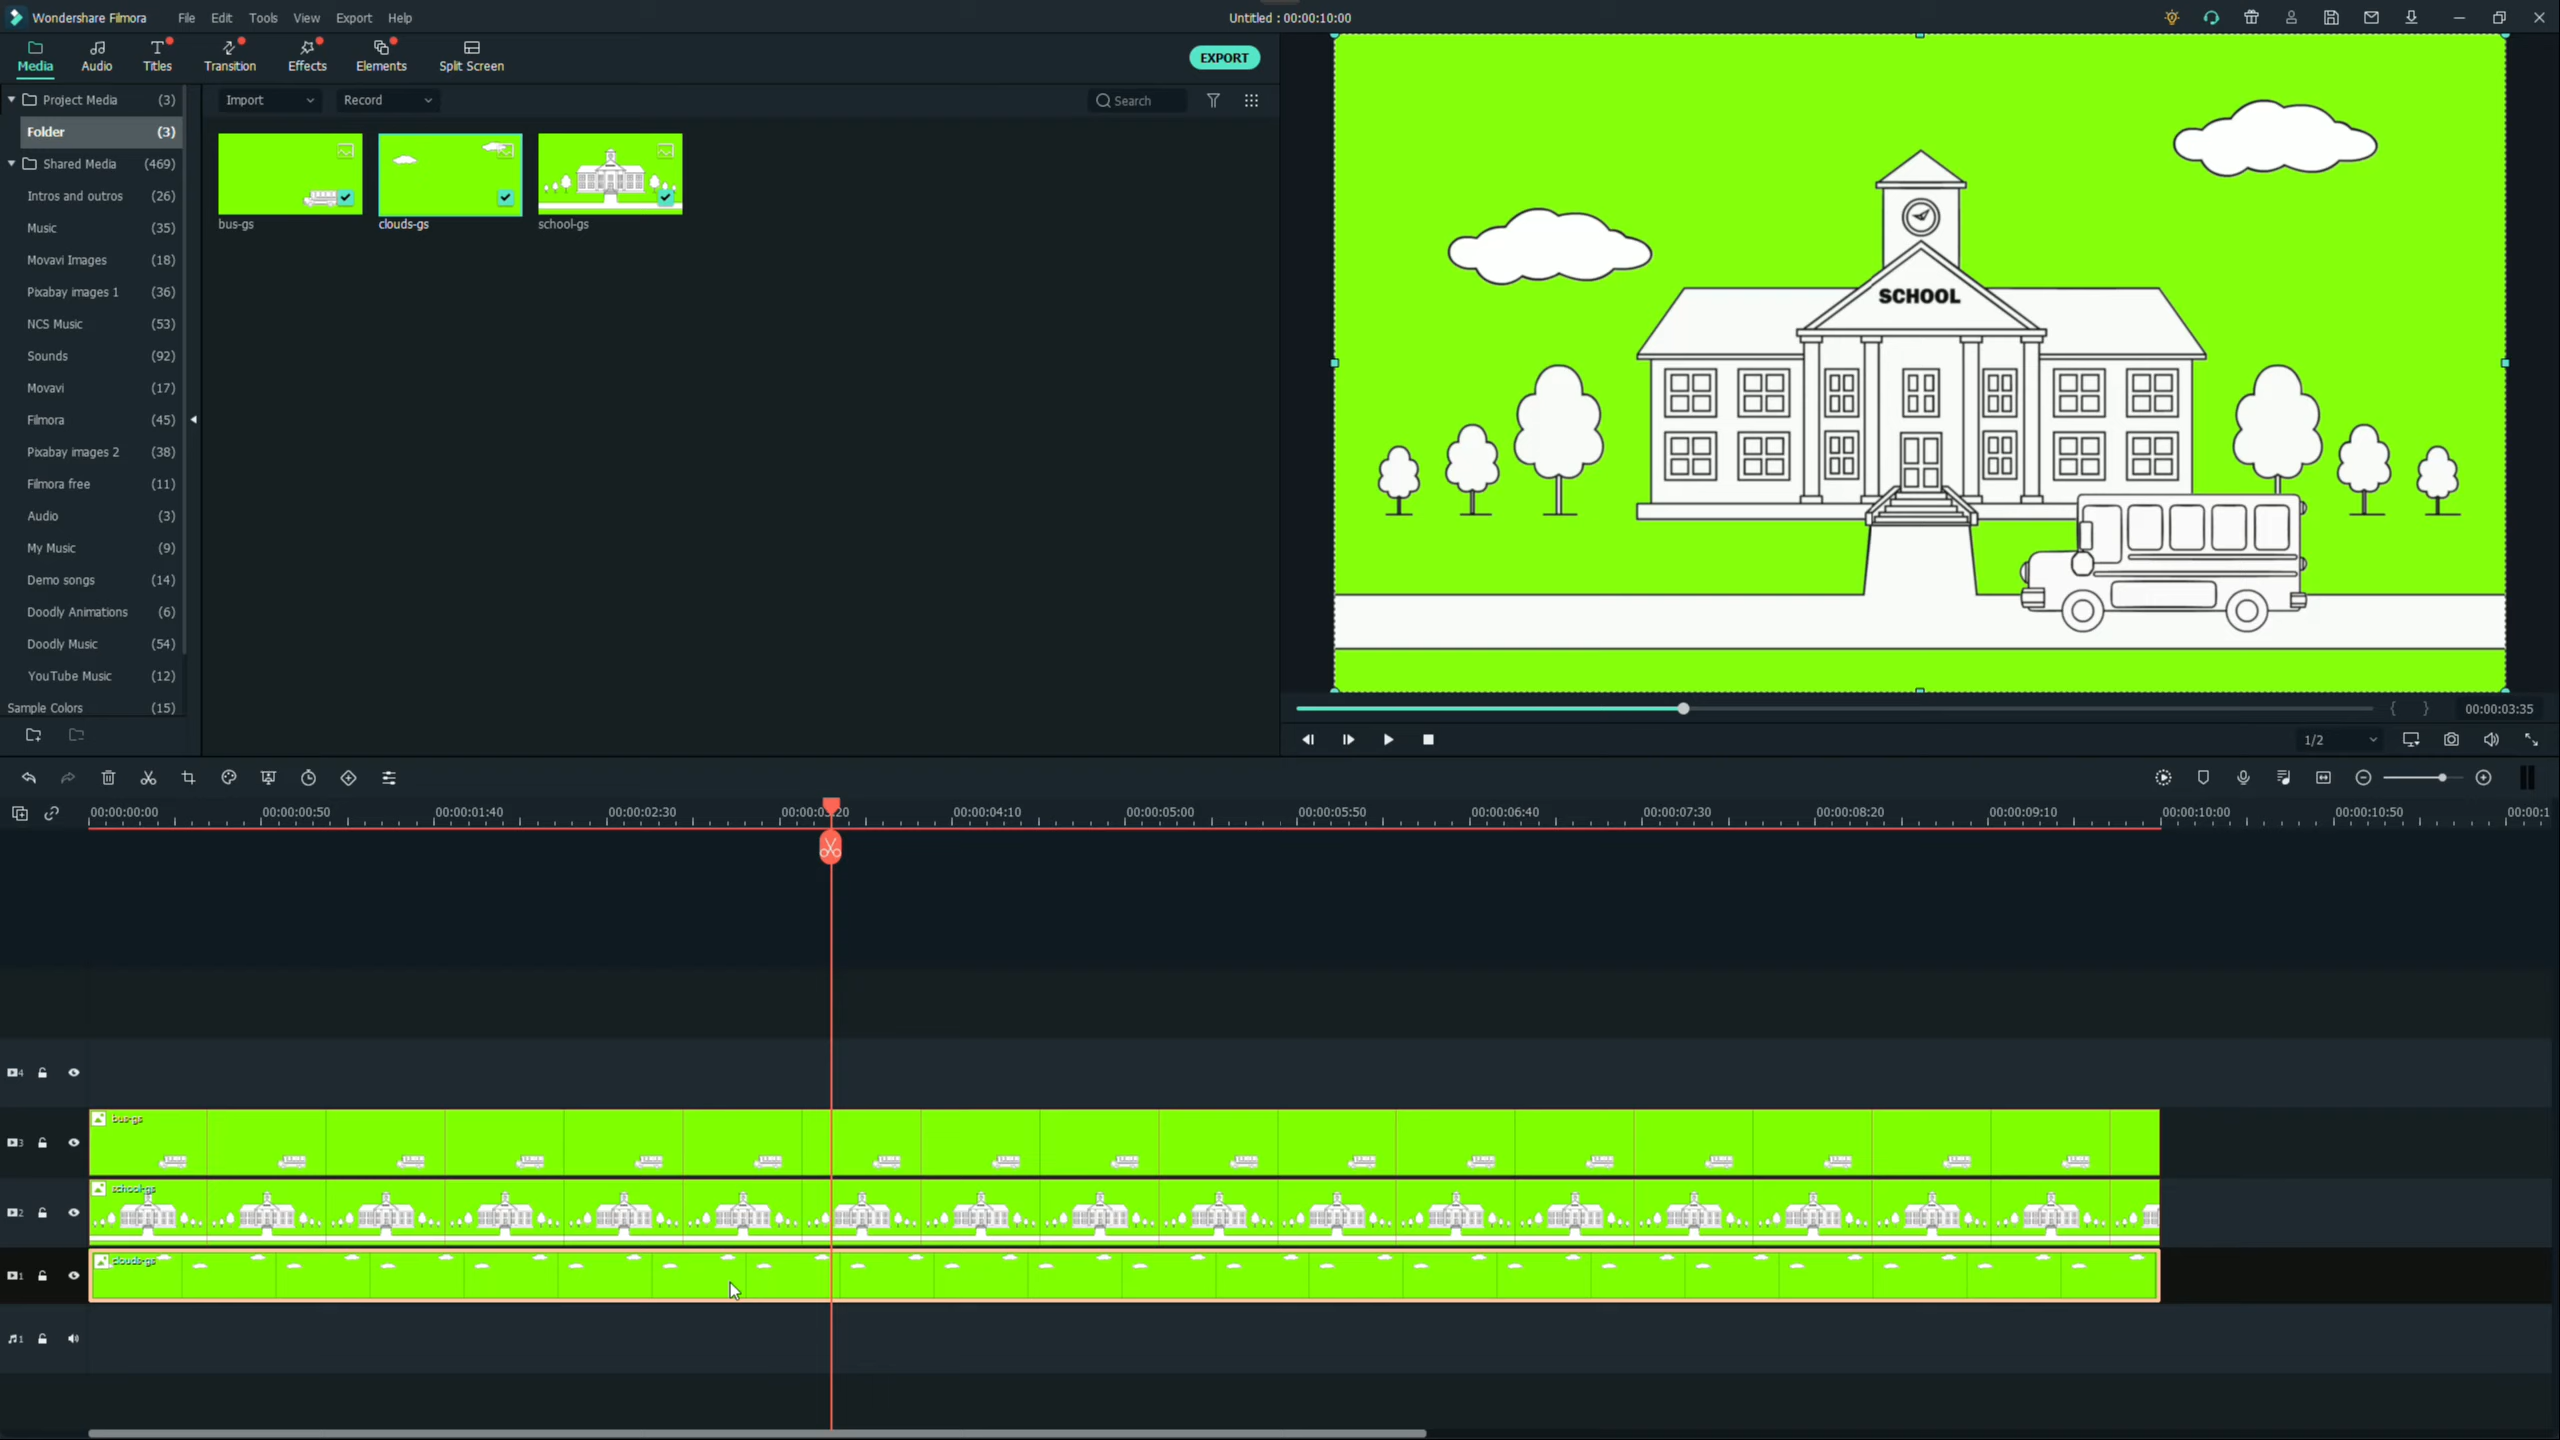 Wondershare Filmora File Edit Tools View Export Help Untitled : 00:00:10:00
Media Audio Titles Transition Effects Elements Split Screen EXPORT
Project Media (3)
Folder (3)
Shared Media (469)
Intros and outros (26)
Music (35)
Movavi Images (18)
Pixabay images 1 (36)
NCS Music (53)
Sounds (92)
Movavi (17)
Filmora (45)
Pixabay images 2 (38)
Filmora free (11)
Audio (3)
My Music (9)
Demo songs (14)
Doodly Animations (6)
Doodly Music (54)
YouTube Music (12)
Sample Colors (15)
Import Record Search
bus-gs clouds-gs school-gs
SCHOOL
{ } 00:00:03:35
1/2
00:00:00:00 00:00:00:50 00:00:01:40 00:00:02:30 00:00:03:20 00:00:04:10 00:00:05:00 00:00:05:50 00:00:06:40 00:00:07:30 00:00:08:20 00:00:09:10 00:00:10:00 00:00:10:50 00:00:1
4
3 bus-gs
2 school-gs
1 clouds-gs
1